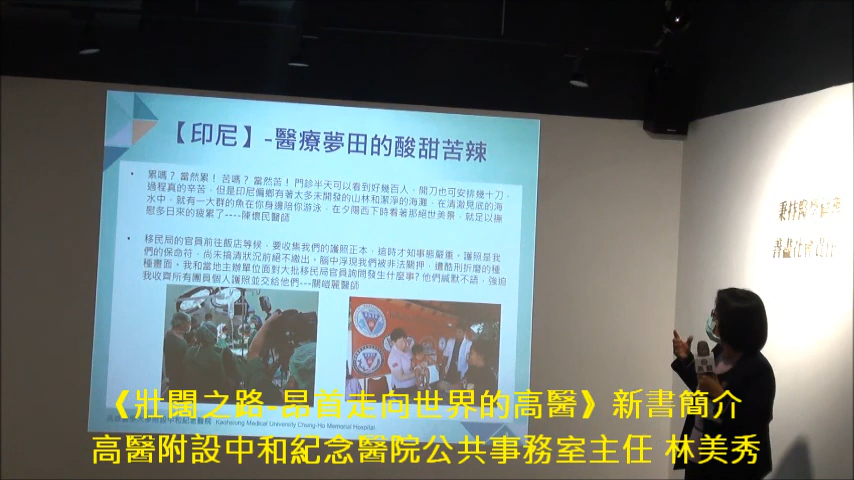 【印尼】-醫療夢田的酸甜苦辣
• 累嗎？當然累！苦嗎？當然苦！門診半天可以看到好幾百人，開刀也可安排幾十刀，
過程真的辛苦，但是印尼偏鄉有著太多未開發的山林和潔淨的海灘，在清澈見底的海
水中，就有一大群的魚在你身邊陪你游泳，在夕陽西下時看著那絕世美景，就足以撫
慰多日來的疲累了----陳懷民醫師
• 移民局的官員前往飯店等候，要收集我們的護照正本，這時才知事態嚴重。護照是我
們的保命符，尚未搞清狀況前絕不繳出。腦中浮現我們被非法關押，遭酷刑折磨的種
種畫面。我和當地主辦單位面對大批移民局官員詢問發生什麼事?他們緘默不語，強迫
我收齊所有團員個人護照並交給他們---關皚麗醫師
Kaohsiung Medical University Chung-Ho Memorial Hospital
《壯闊之路-昂首走向世界的高醫》新書簡介
高醫附設中和紀念醫院公共事務室主任 林美秀